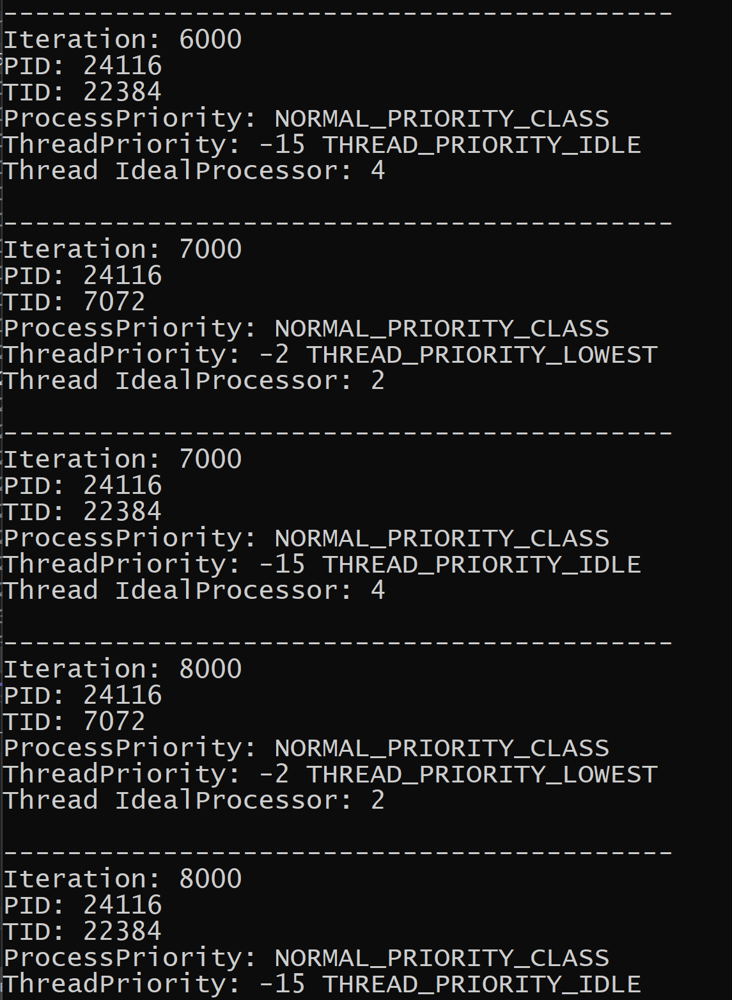 ------------------------------------------
Iteration: 6000
PID: 24116
TID: 22384
ProcessPriority: NORMAL_PRIORITY_CLASS
ThreadPriority: -15 THREAD_PRIORITY_IDLE
Thread IdealProcessor: 4
------------------------------------------
Iteration: 7000
PID: 24116
TID: 7072
ProcessPriority: NORMAL_PRIORITY_CLASS
ThreadPriority: -2 THREAD_PRIORITY_LOWEST
Thread IdealProcessor: 2
------------------------------------------
Iteration: 7000
PID: 24116
TID: 22384
ProcessPriority: NORMAL_PRIORITY_CLASS
ThreadPriority: -15 THREAD_PRIORITY_IDLE
Thread IdealProcessor: 4
------------------------------------------
Iteration: 8000
PID: 24116
TID: 7072
ProcessPriority: NORMAL_PRIORITY_CLASS
ThreadPriority: -2 THREAD_PRIORITY_LOWEST
Thread IdealProcessor: 2
------------------------------------------
Iteration: 8000
PID: 24116
TID: 22384
ProcessPriority: NORMAL_PRIORITY_CLASS
ThreadPriority: -15 THREAD_PRIORITY_IDLE